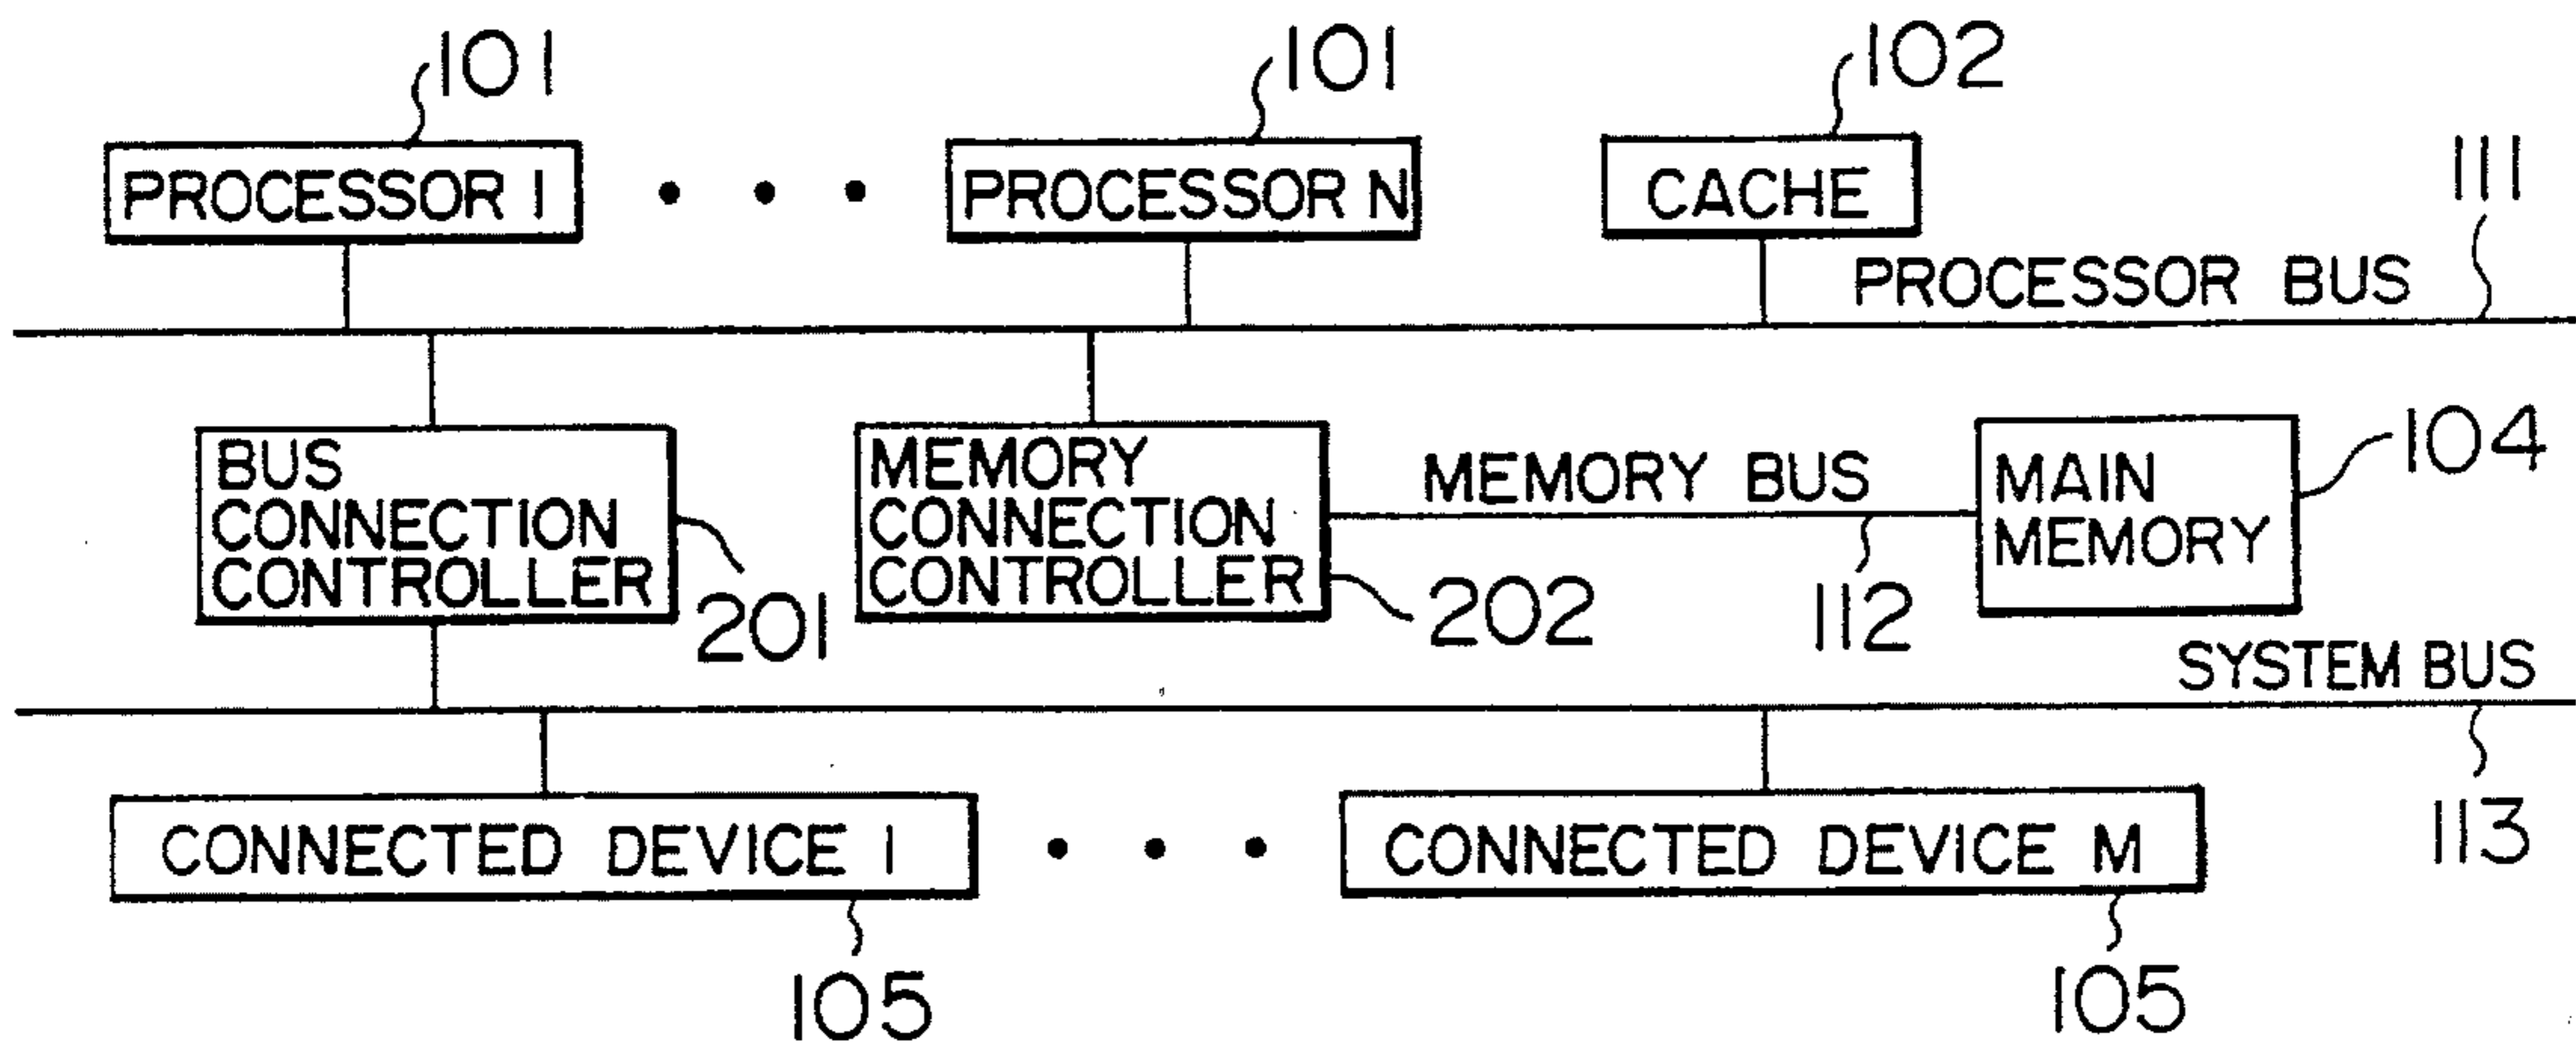 101
101
102
PROCESSOR 1
PROCESSOR N
CACHE
111
PROCESSOR BUS
BUS
CONNECTION
CONTROLLER
201
MEMORY
CONNECTION
CONTROLLER
202
MEMORY BUS
112
MAIN
MEMORY
104
SYSTEM BUS
113
CONNECTED DEVICE 1
CONNECTED DEVICE M
105
105